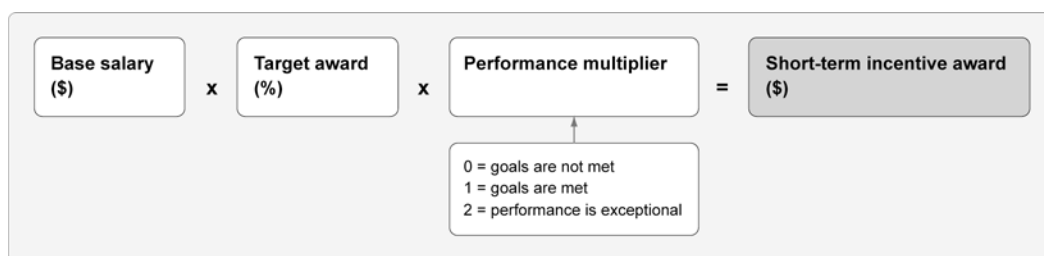 Base salary
($)
x
Target award
(%)
x
Performance multiplier
=
Short-term incentive award
($)
0 = goals are not met
1 = goals are met
2 = performance is exceptional